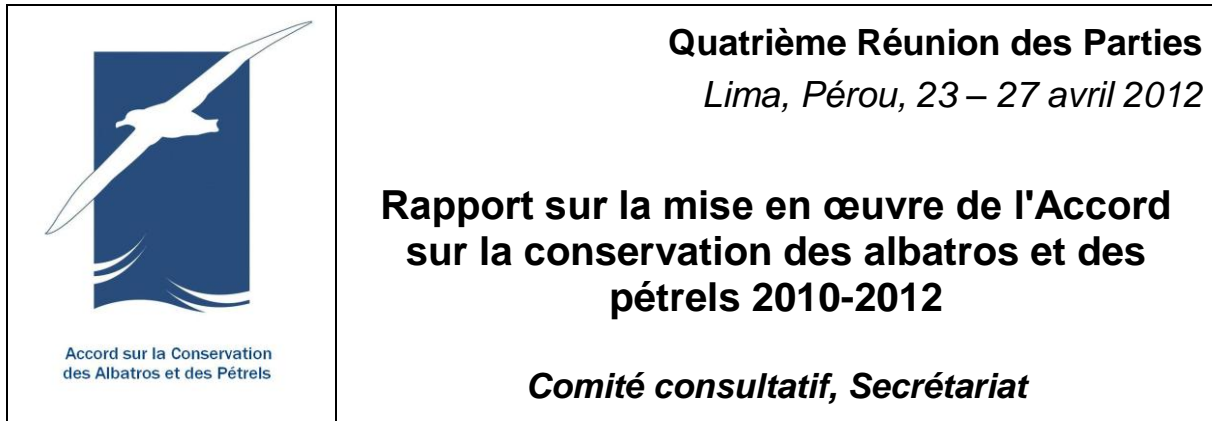 Accord sur la Conservation
des Albatros et des Pétrels
Quatrième Réunion des Parties
Lima, Pérou, 23 – 27 avril 2012
Rapport sur la mise en œuvre de l'Accord
sur la conservation des albatros et des
pétrels 2010-2012
Comité consultatif, Secrétariat